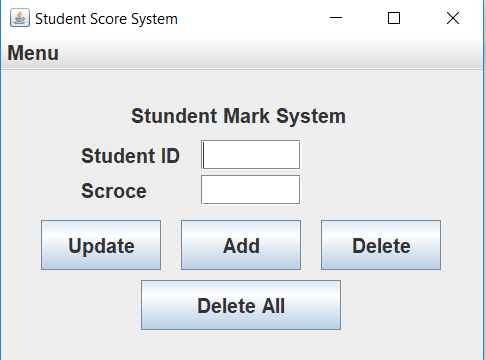 Student Score System
Menu
Stundent Mark System
Student ID
Scroce
Update Add Delete
Delete All